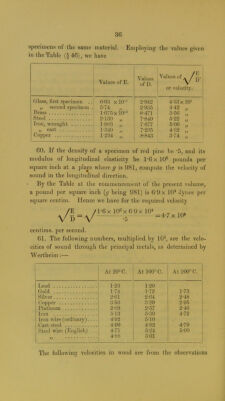 36
specimens of the same material. Employing the values given
in the Table (§ 46), we have
Values of E. Values of D. Values of √E/D or velocity.
Glass, first specimen 6·03 × 10¹¹ 2·942 4·53 × 10⁵
„ second specimen 5·74 „ 2·935 4·42 „
Brass 1·075 × 10¹² 8·471 3·56 „
Steel 2·139 „ 7·849 5·22 „
Iron, wrought 1·963 „ 7·677 5·06 „
„ cast 1·349 „ 7·235 4·32 „
Copper 1·234 „ 8·843 3·74 „
60. If the density of a specimen of red pine be ·5, and its
modulus of longitudinal elasticity be 1·6 × 10⁶ pounds per
square inch at a place where g is 981, compute the velocity of
sound in the longitudinal direction.
By the Table at the commencement of the present volume,
a pound per square inch (g being 981) is 6·9 × 10⁴ dynes per
square centim. Hence we have for the required velocity
√E/D = √1·6 × 10⁶ × 6·9 × 10⁴/·5 = 4·7 × 10⁵
centims. per second.
61. The following numbers, multiplied by 10⁵, are the velo-
cities of sound through the principal metals, as determined by
Wertheim:—
At 20° C. At 100° C. At 200° C.
Lead 1·23 1·20
Gold 1·74 1·72 1·73
Silver 2·61 2·64 2·48
Copper 3·56 3·29 2·95
Platinum 2·69 2·57 2·46
Iron 5·13 5·30 4·72
Iron wire (ordinary) 4·92 5·10
Cast steel 4·99 4·92 4·79
Steel wire (English) 4·71 5·24 5·00
„ 4·88 5·01
The following velocities in wood are from the observations